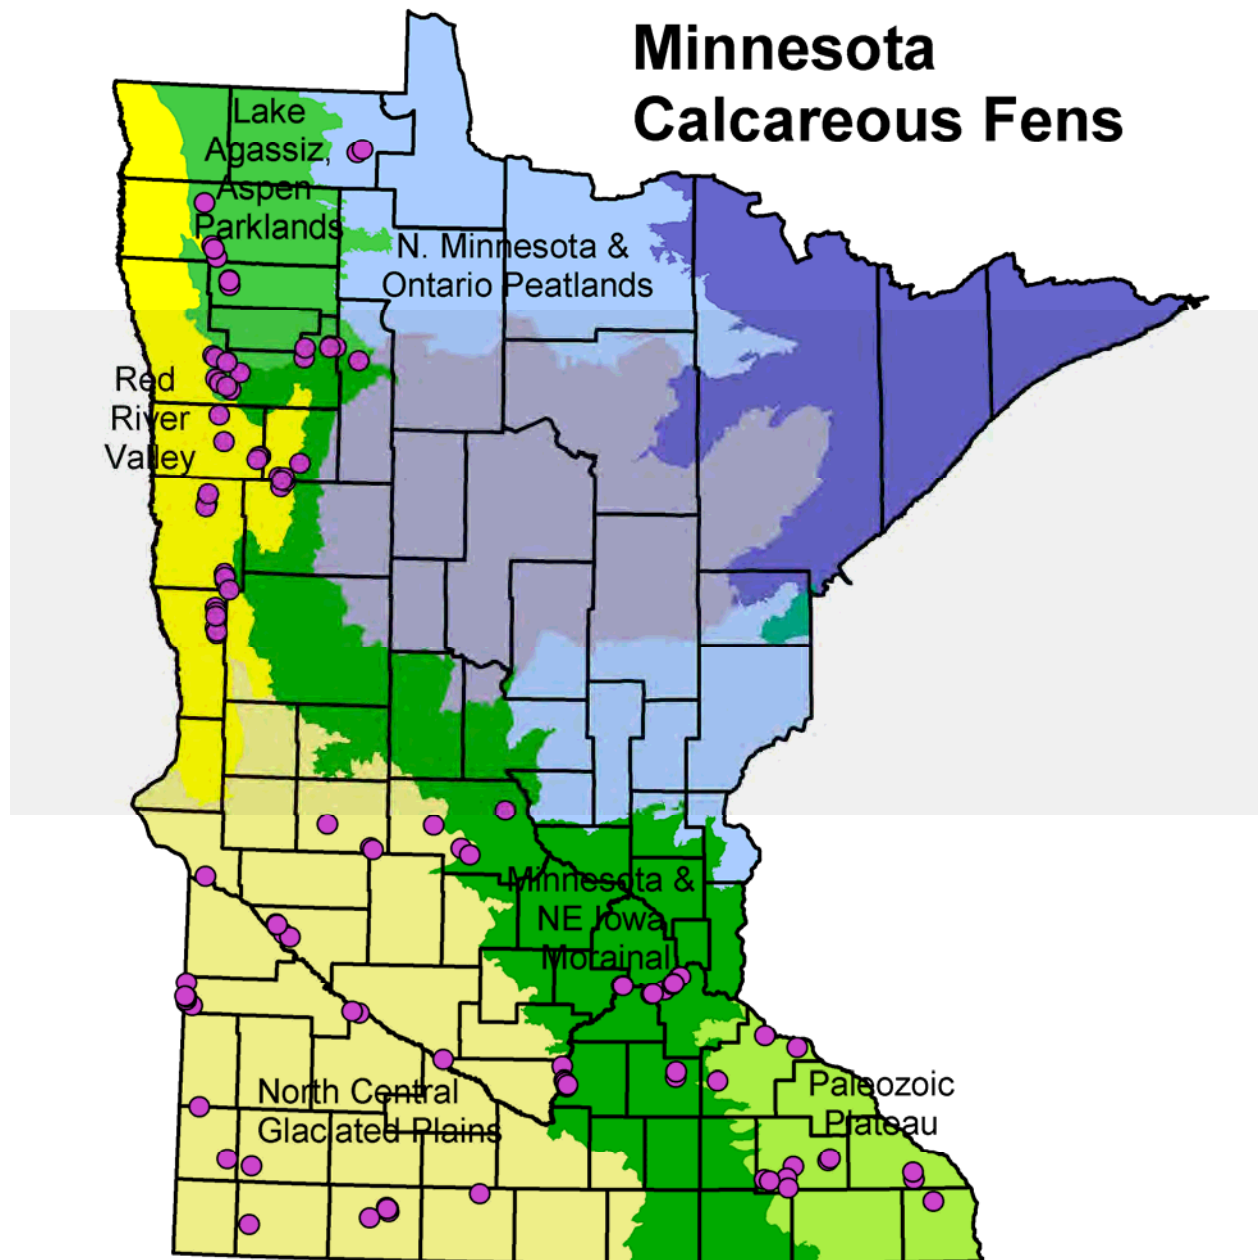 Minnesota
Calcareous Fens
Lake
Agassiz,
Aspen
Parklands
N. Minnesota &
Ontario Peatlands
Red
River
Valley
Minnesota &
NE Iowa
Morainal
North Central
Glaciated Plains
Paleozoic
Plateau